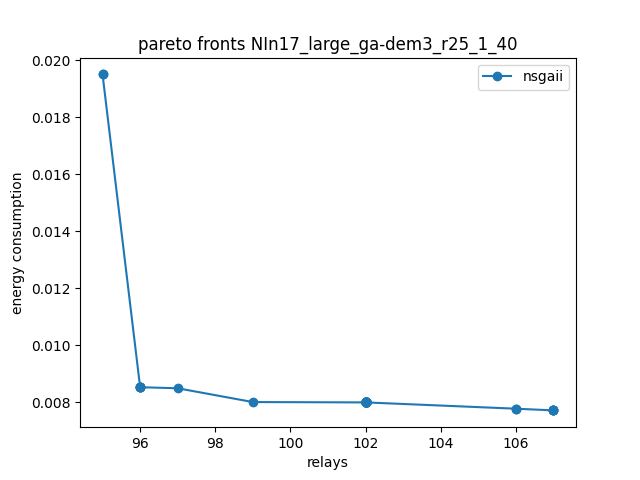 pareto fronts NIn17_large_ga-dem3_r25_1_40
nsgaii
0.020
0.018
0.016
0.014
0.012
0.010
0.008
energy consumption
96 98 100 102 104 106
relays